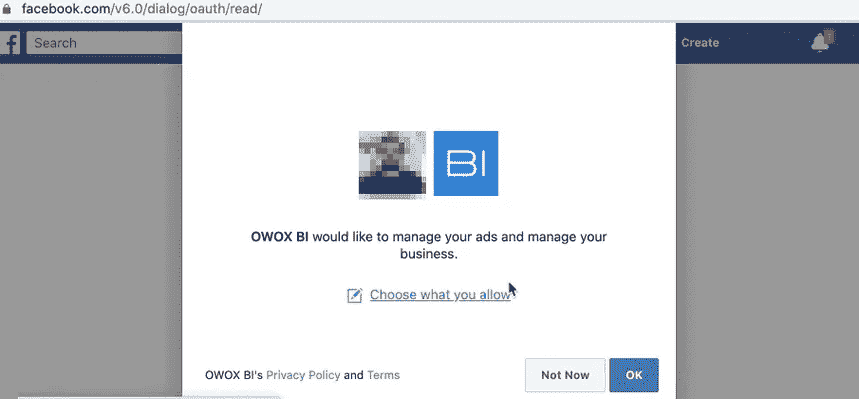 facebook.com/v6.0/dialog/oauth/read/
f
Search
Create
1
BI
OWOX BI would like to manage your ads and manage your
business.
Choose what you allow
OWOX BI's Privacy Policy and Terms
Not Now
OK